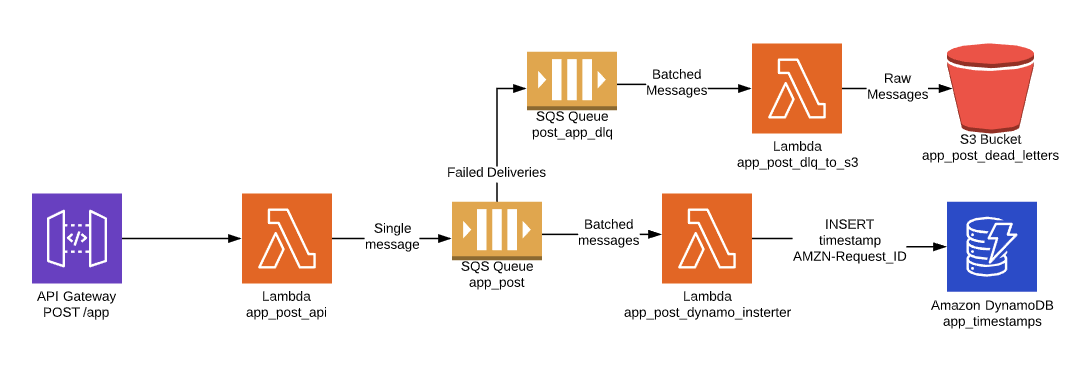 SQS Queue
post_app_dlq
Batched
Messages
Lambda
app_post_dlq_to_s3
Raw
Messages
S3 Bucket
app_post_dead_letters
Failed Deliveries
API Gateway
POST /app
Lambda
app_post_api
Single
message
SQS Queue
app_post
Batched
messages
Lambda
app_post_dynamo_insterter
INSERT
timestamp
AMZN-Request_ID
Amazon DynamoDB
app_timestamps